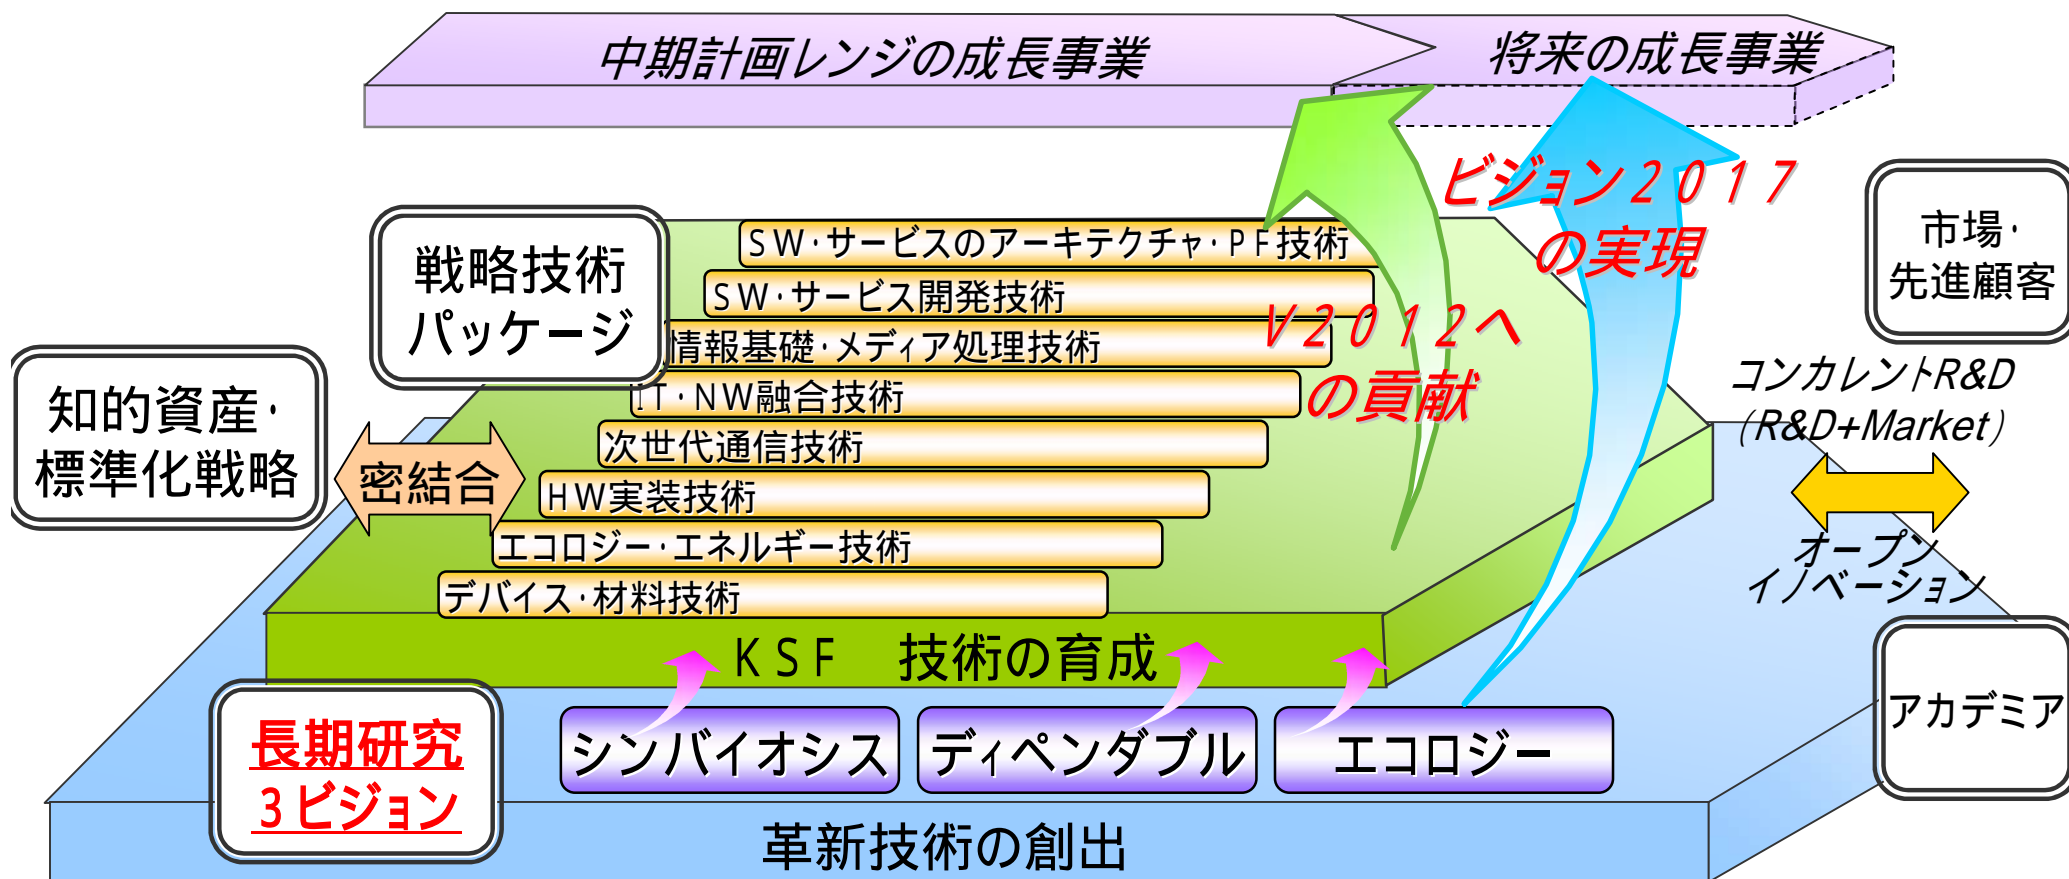 中期計画レンジの成長事業
将来の成長事業
ビジョン２０１７
の実現
Ｖ２０１２へ
の貢献
戦略技術
パッケージ
ＳＷ・サービスのアーキテクチャ・ＰＦ技術
ＳＷ・サービス開発技術
情報基礎・メディア処理技術
ＩＴ・ＮＷ融合技術
次世代通信技術
ＨＷ実装技術
エコロジー・エネルギー技術
デバイス・材料技術
知的資産・
標準化戦略
密結合
市場・
先進顧客
コンカレントR&D
（R&D+Market）
オープン
イノベーション
アカデミア
ＫＳＦ　技術の育成
長期研究
３ビジョン
シンバイオシス
ディペンダブル
エコロジー
革新技術の創出